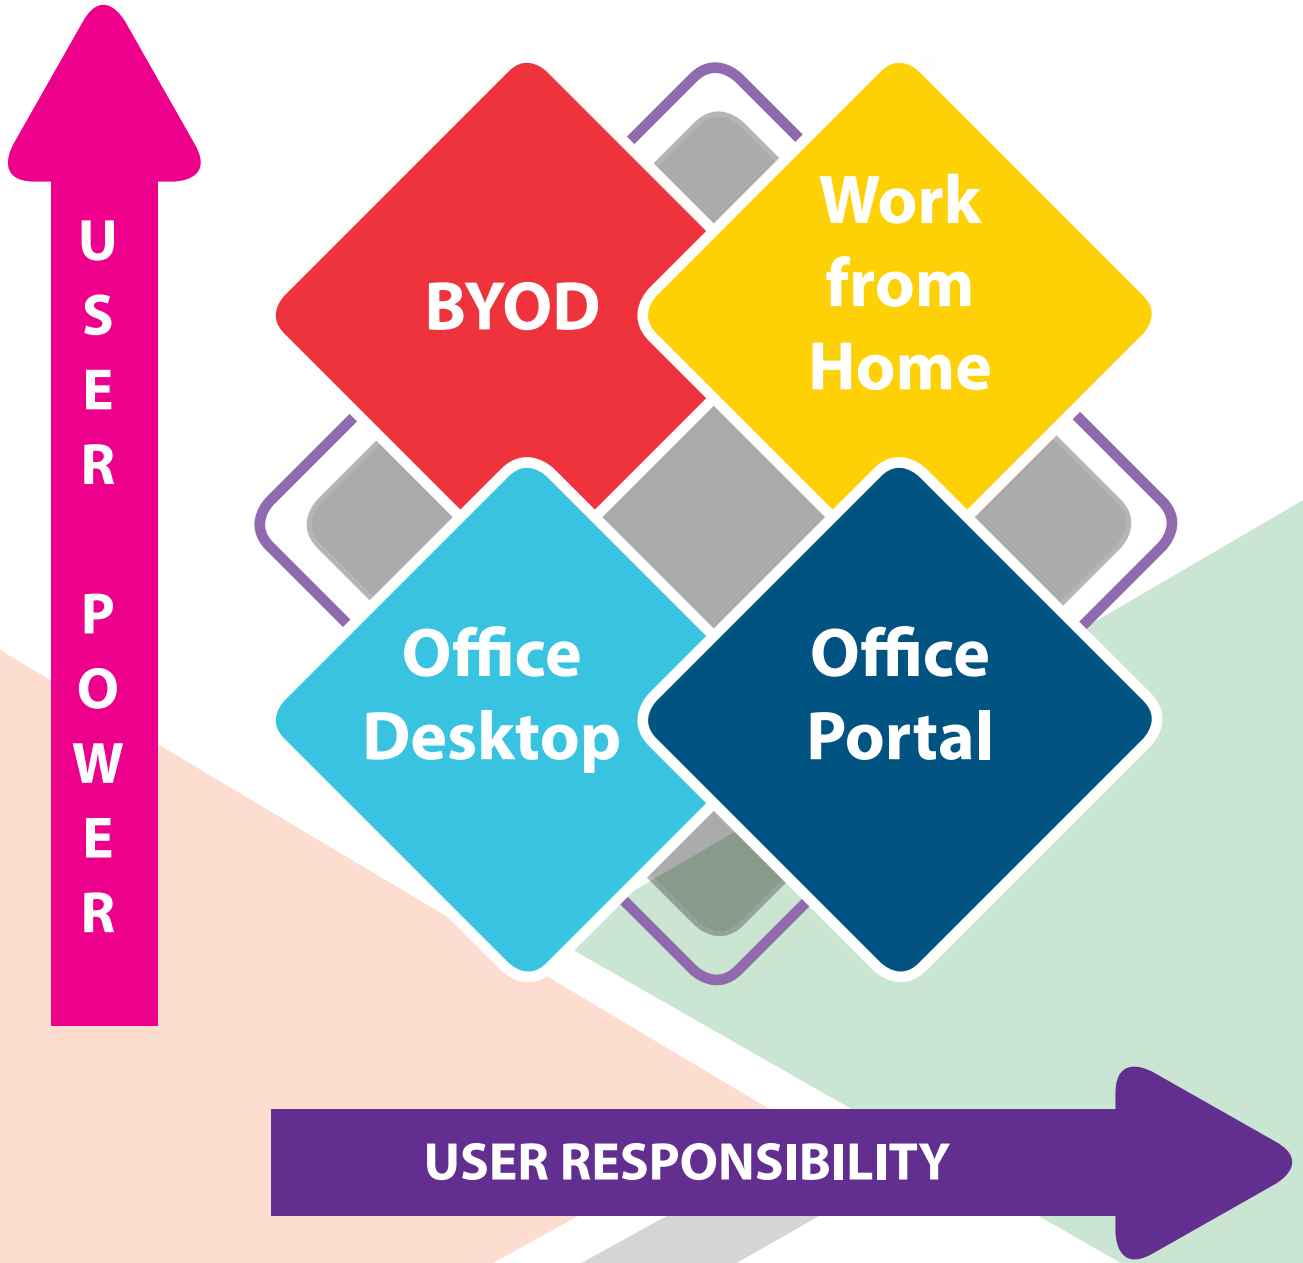 USER POWER
BYOD
Work
from
Home
Office
Desktop
Office
Portal
USER RESPONSIBILITY